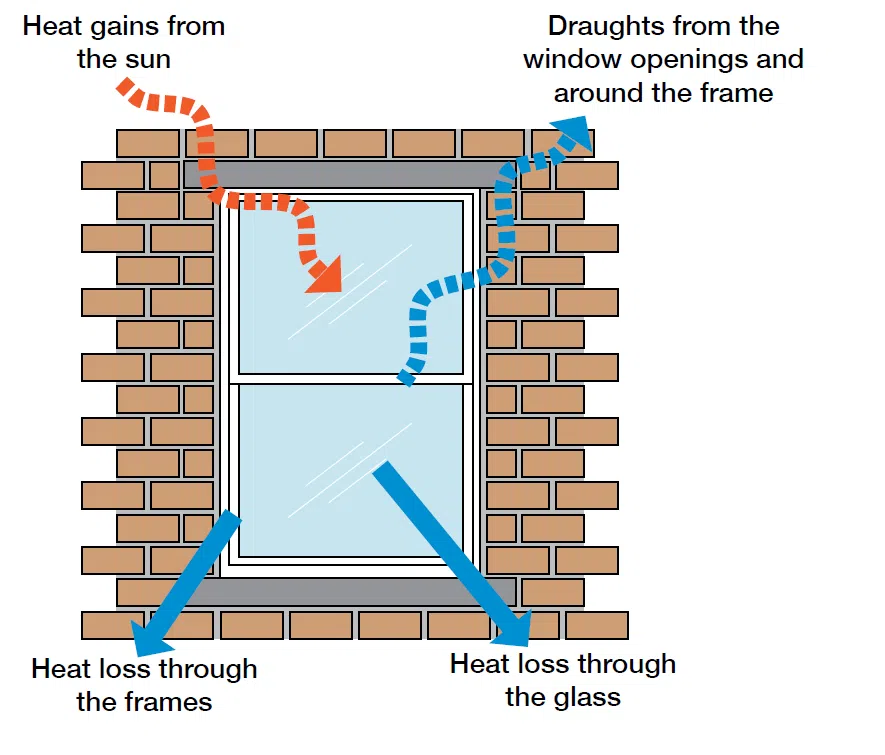 Heat gains from
the sun
Draughts from the
window openings and
around the frame
Heat loss through
the frames
Heat loss through
the glass